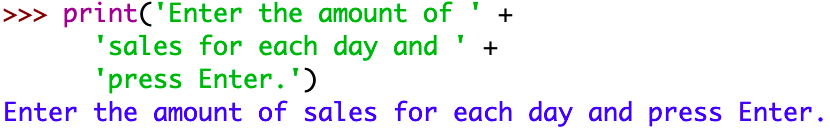 >>> print('Enter the amount of ' +
      'sales for each day and ' +
      'press Enter.')
Enter the amount of sales for each day and press Enter.